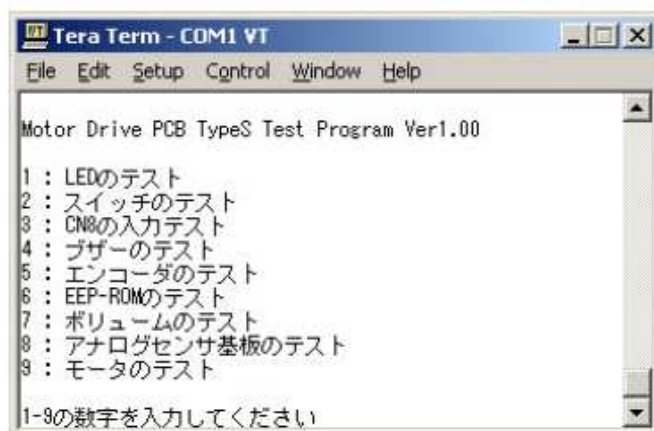 Tera Term - COM1 VT
File Edit Setup Control Window Help
Motor Drive PCB TypeS Test Program Ver1.00
1 : LEDのテスト
2 : スイッチのテスト
3 : CN8の入力テスト
4 : ブザーのテスト
5 : エンコーダのテスト
6 : EEP-ROMのテスト
7 : ボリュームのテスト
8 : アナログセンサ基板のテスト
9 : モータのテスト
1-9の数字を入力してください